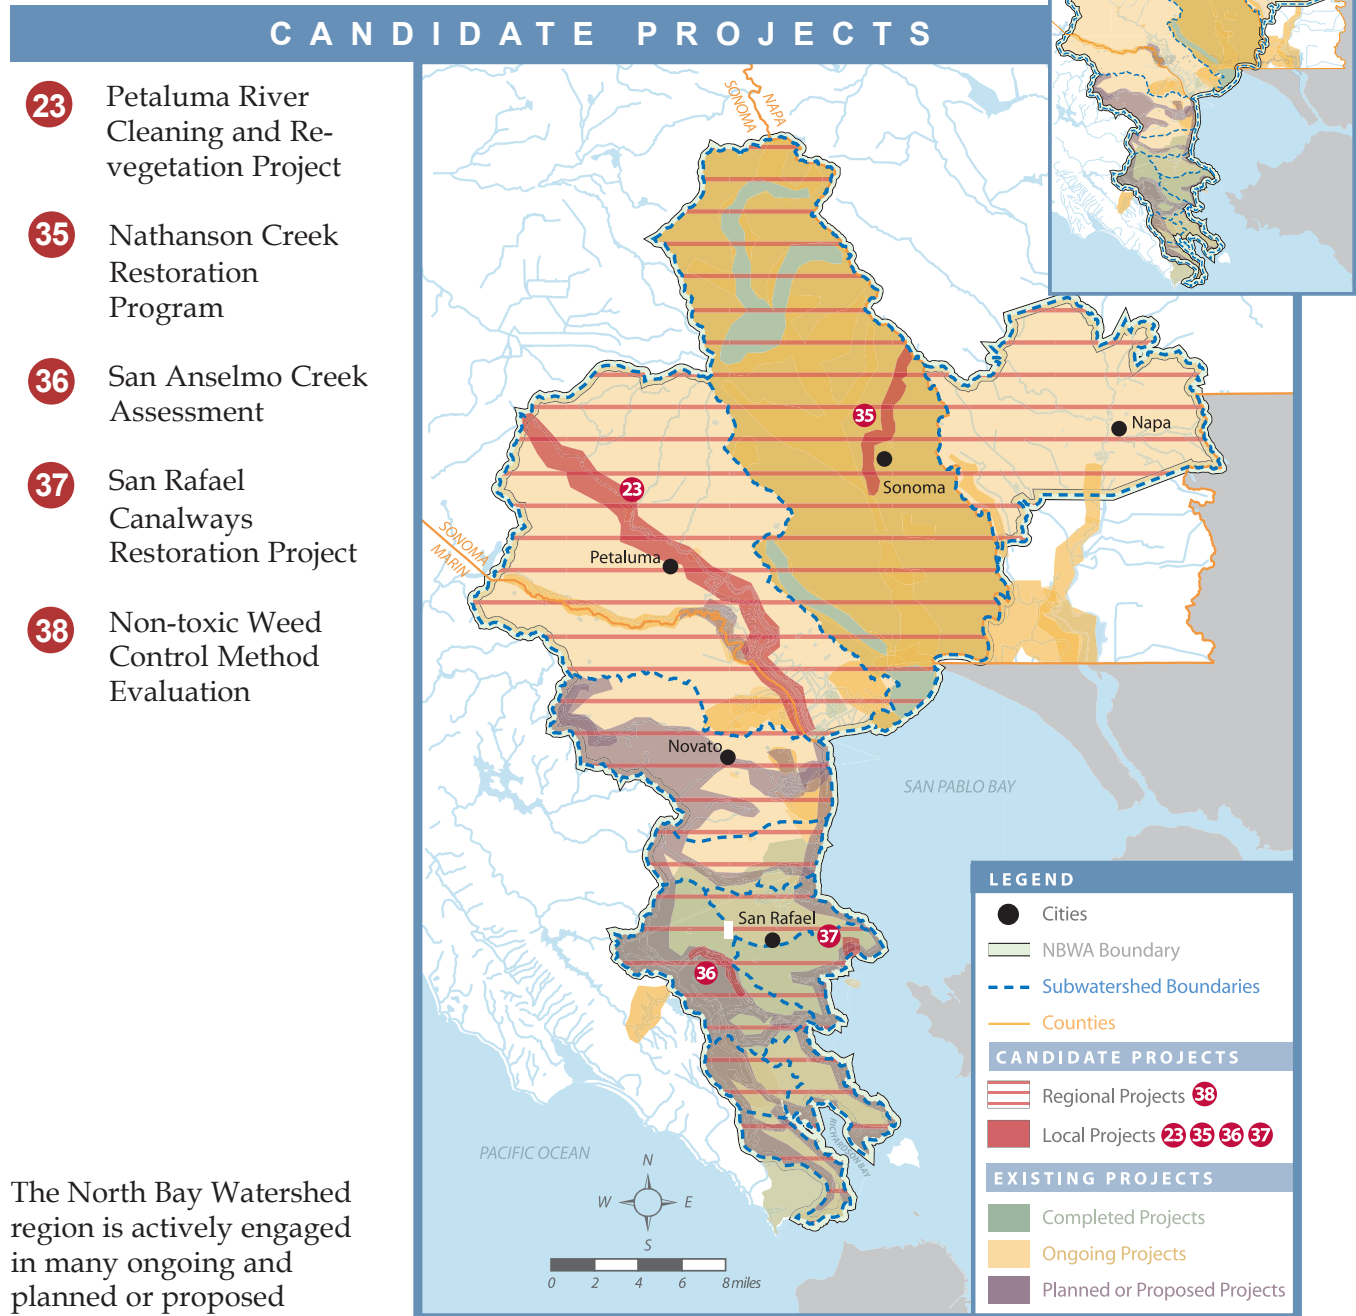 CANDIDATE PROJECTS
23
Petaluma River
Cleaning and Re-
vegetation Project
35
Nathanson Creek
Restoration
Program
36
San Anselmo Creek
Assessment
37
San Rafael
Canalways
Restoration Project
38
Non-toxic Weed
Control Method
Evaluation
The North Bay Watershed
region is actively engaged
in many ongoing and
planned or proposed
SONOMA
NAPA
35
Napa
Sonoma
23
SONOMA
MARIN
Petaluma
Novato
SAN PABLO BAY
San Rafael
37
36
RICHARDSON BAY
PACIFIC OCEAN
N
W
E
S
0 2 4 6 8 miles
LEGEND
Cities
NBWA Boundary
Subwatershed Boundaries
Counties
CANDIDATE PROJECTS
Regional Projects 38
Local Projects 23 35 36 37
EXISTING PROJECTS
Completed Projects
Ongoing Projects
Planned or Proposed Projects